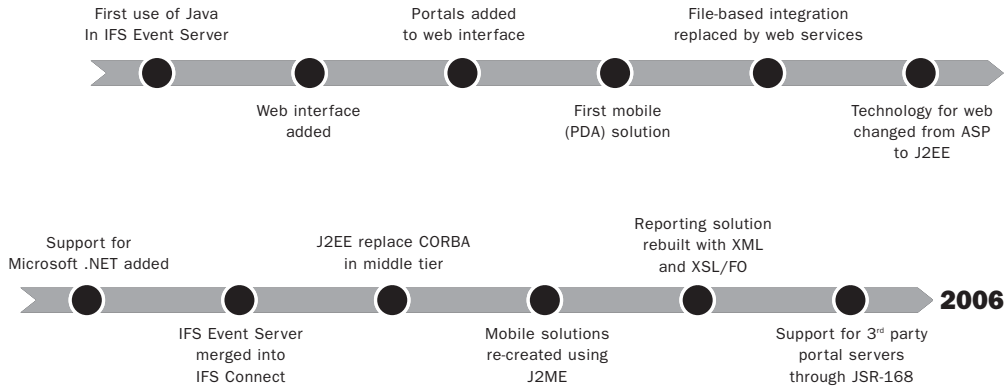 First use of Java
In IFS Event Server
Web interface
added
Portals added
to web interface
First mobile
(PDA) solution
File-based integration
replaced by web services
Technology for web
changed from ASP
to J2EE
Support for
Microsoft .NET added
IFS Event Server
merged into
IFS Connect
J2EE replace CORBA
in middle tier
Mobile solutions
re-created using
J2ME
Reporting solution
rebuilt with XML
and XSL/FO
Support for 3rd party
portal servers
through JSR-168
2006